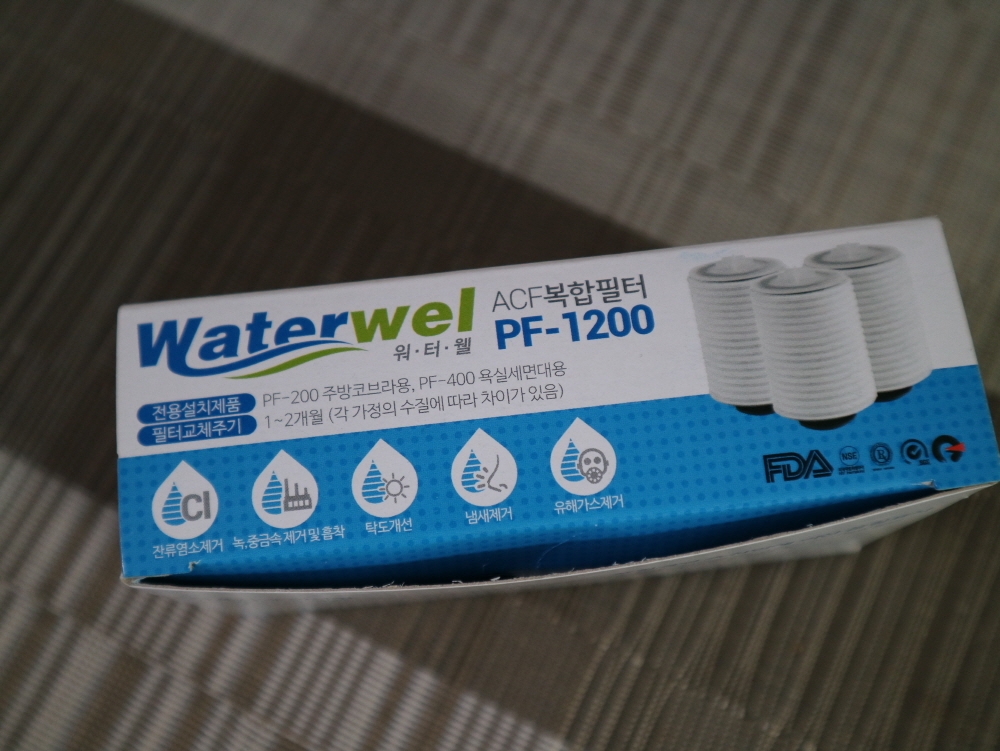 Waterwel
워·터·웰
ACF복합필터
PF-1200
전용설치제품 PF-200 주방코브라용, PF-400 욕실세면대용
필터교체주기 1~2개월 (각 가정의 수질에 따라 차이가 있음)
Cl
잔류염소제거 녹,중금속 제거 및 흡착 탁도개선 냄새제거 유해가스제거
FDA